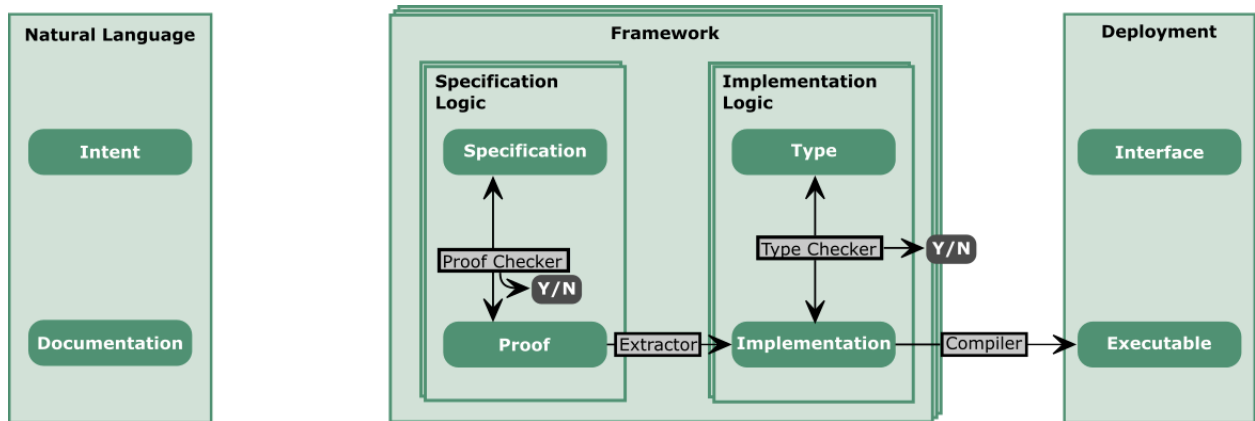 Natural Language
Framework
Deployment
Specification
Logic
Implementation
Logic
Intent
Specification
Type
Interface
Proof Checker
Y/N
Type Checker
Y/N
Documentation
Proof
Extractor
Implementation
Compiler
Executable